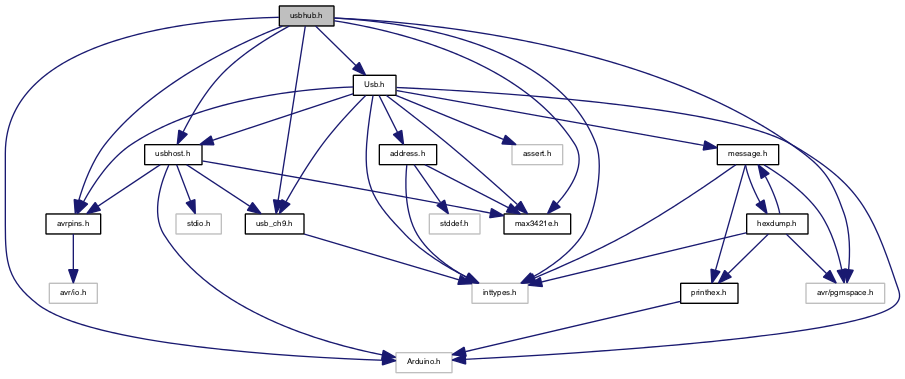 usbhub.h
Usb.h
usbhost.h
address.h
assert.h
message.h
avrpins.h
stdio.h
usb_ch9.h
stddef.h
max3421e.h
hexdump.h
avr/io.h
inttypes.h
printhex.h
avr/pgmspace.h
Arduino.h